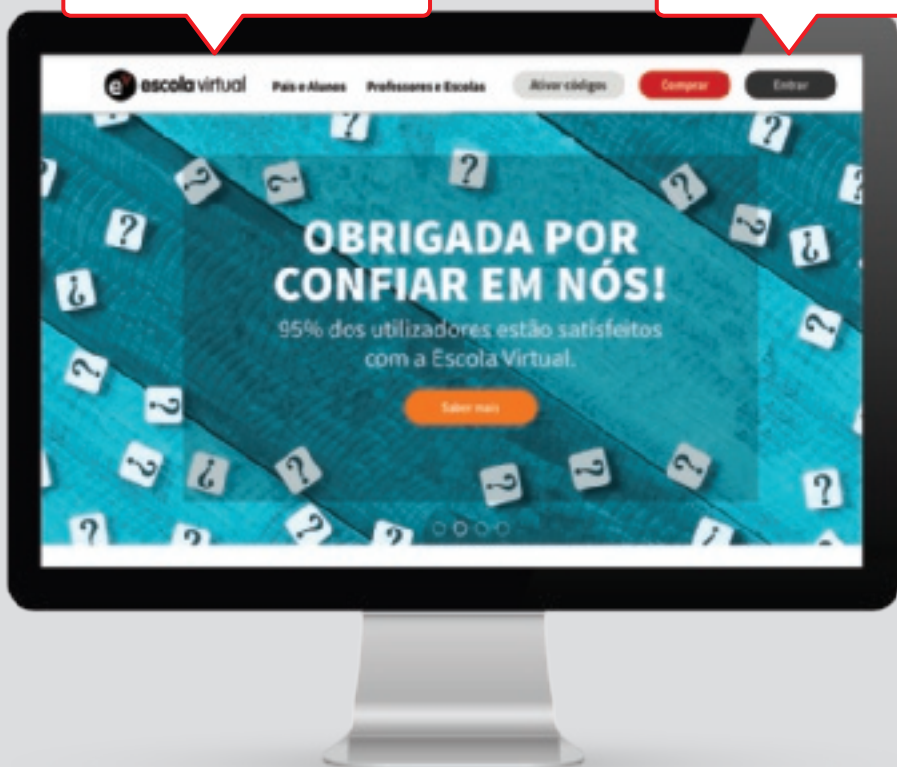 escola virtual Pais e Alunos Professores e Escolas Ativar códigos Comprar Entrar
OBRIGADA POR
CONFIAR EM NÓS!
95% dos utilizadores estão satisfeitos
com a Escola Virtual.
Saber mais